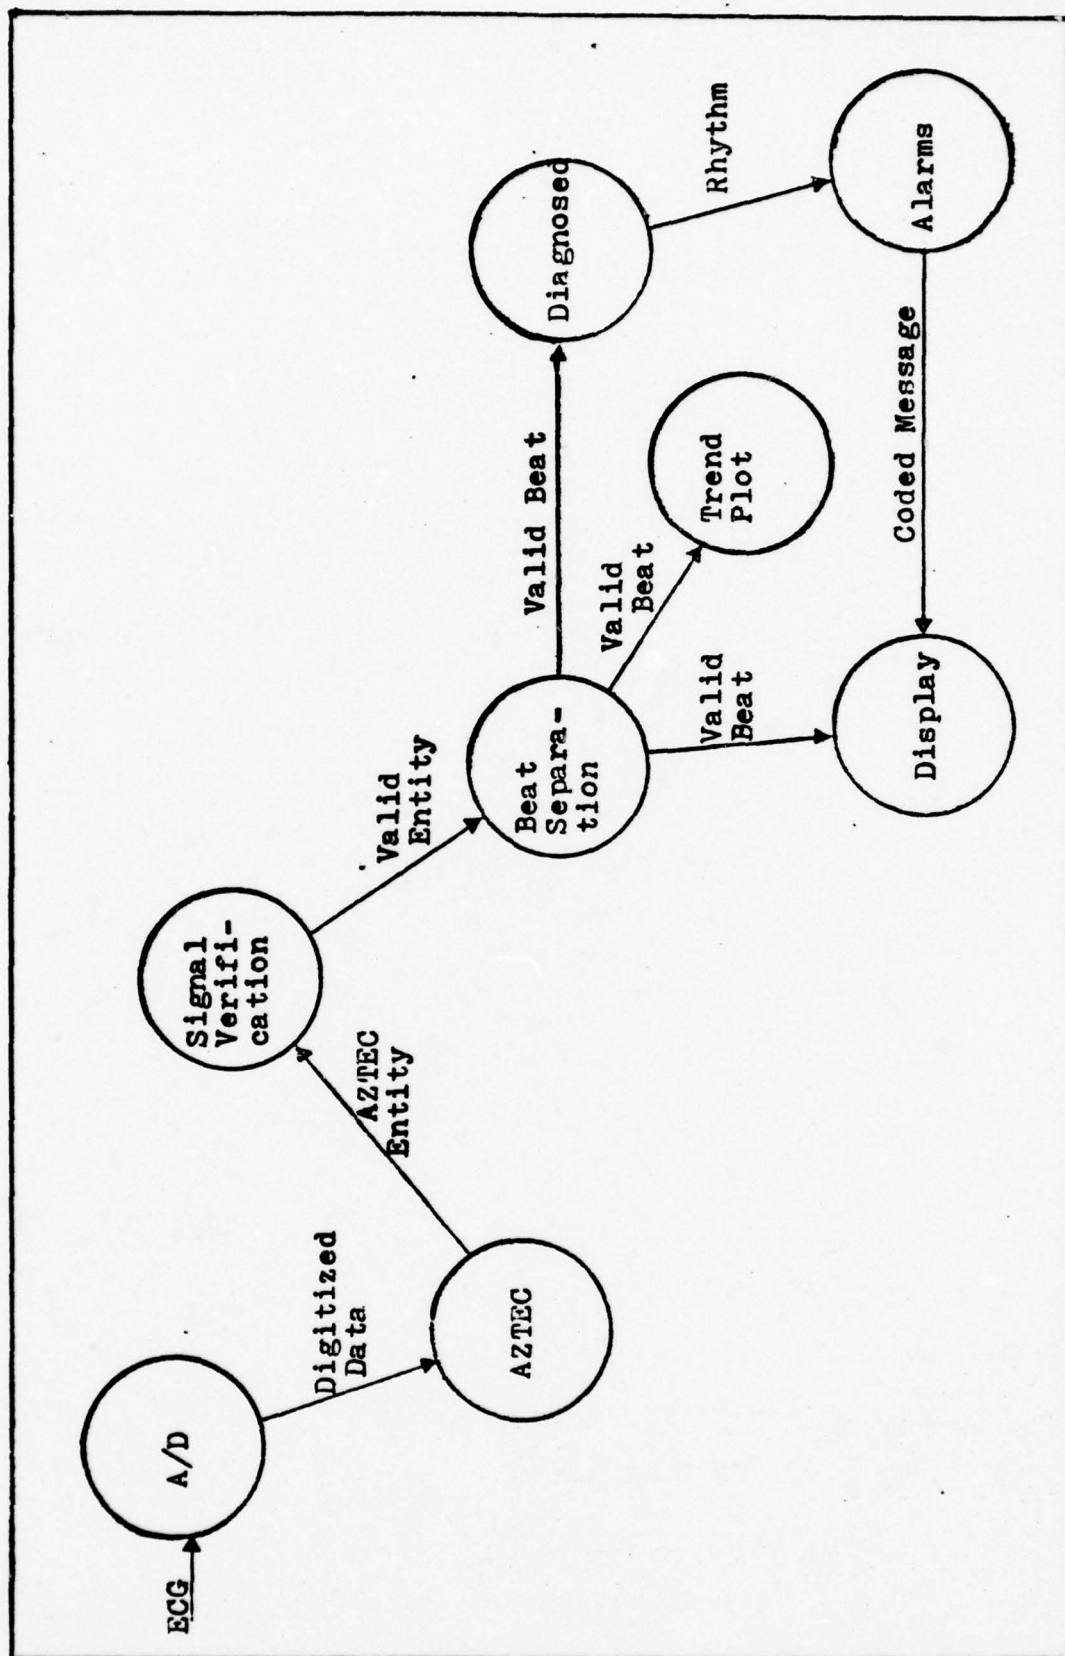 ECG
A/D
Digitized
Data
AZTEC
AZTEC
Entity
Signal
Verifi-
cation
Valid
Entity
Beat
Separa-
tion
Valid Beat
Valid
Beat
Valid
Beat
Diagnosed
Trend
Plot
Rhythm
Alarms
Coded Message
Display